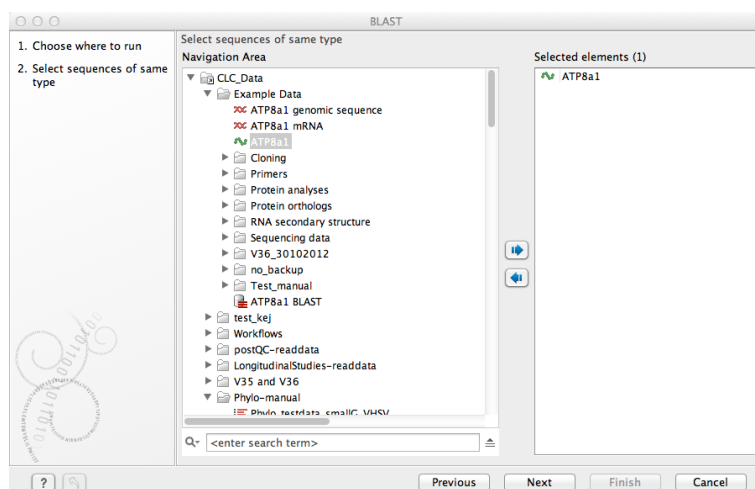 BLAST
1. Choose where to run
2. Select sequences of same
type
Select sequences of same type
Navigation Area
CLC_Data
Example Data
ATP8a1 genomic sequence
ATP8a1 mRNA
ATP8a1
Cloning
Primers
Protein analyses
Protein orthologs
RNA secondary structure
Sequencing data
V36_30102012
no_backup
Test_manual
ATP8a1 BLAST
test_kej
Workflows
postQC-readdata
LongitudinalStudies-readdata
V35 and V36
Phylo-manual
Phylo_testdata_smallG_VHSV
<enter search term>
Selected elements (1)
ATP8a1
?
Previous
Next
Finish
Cancel